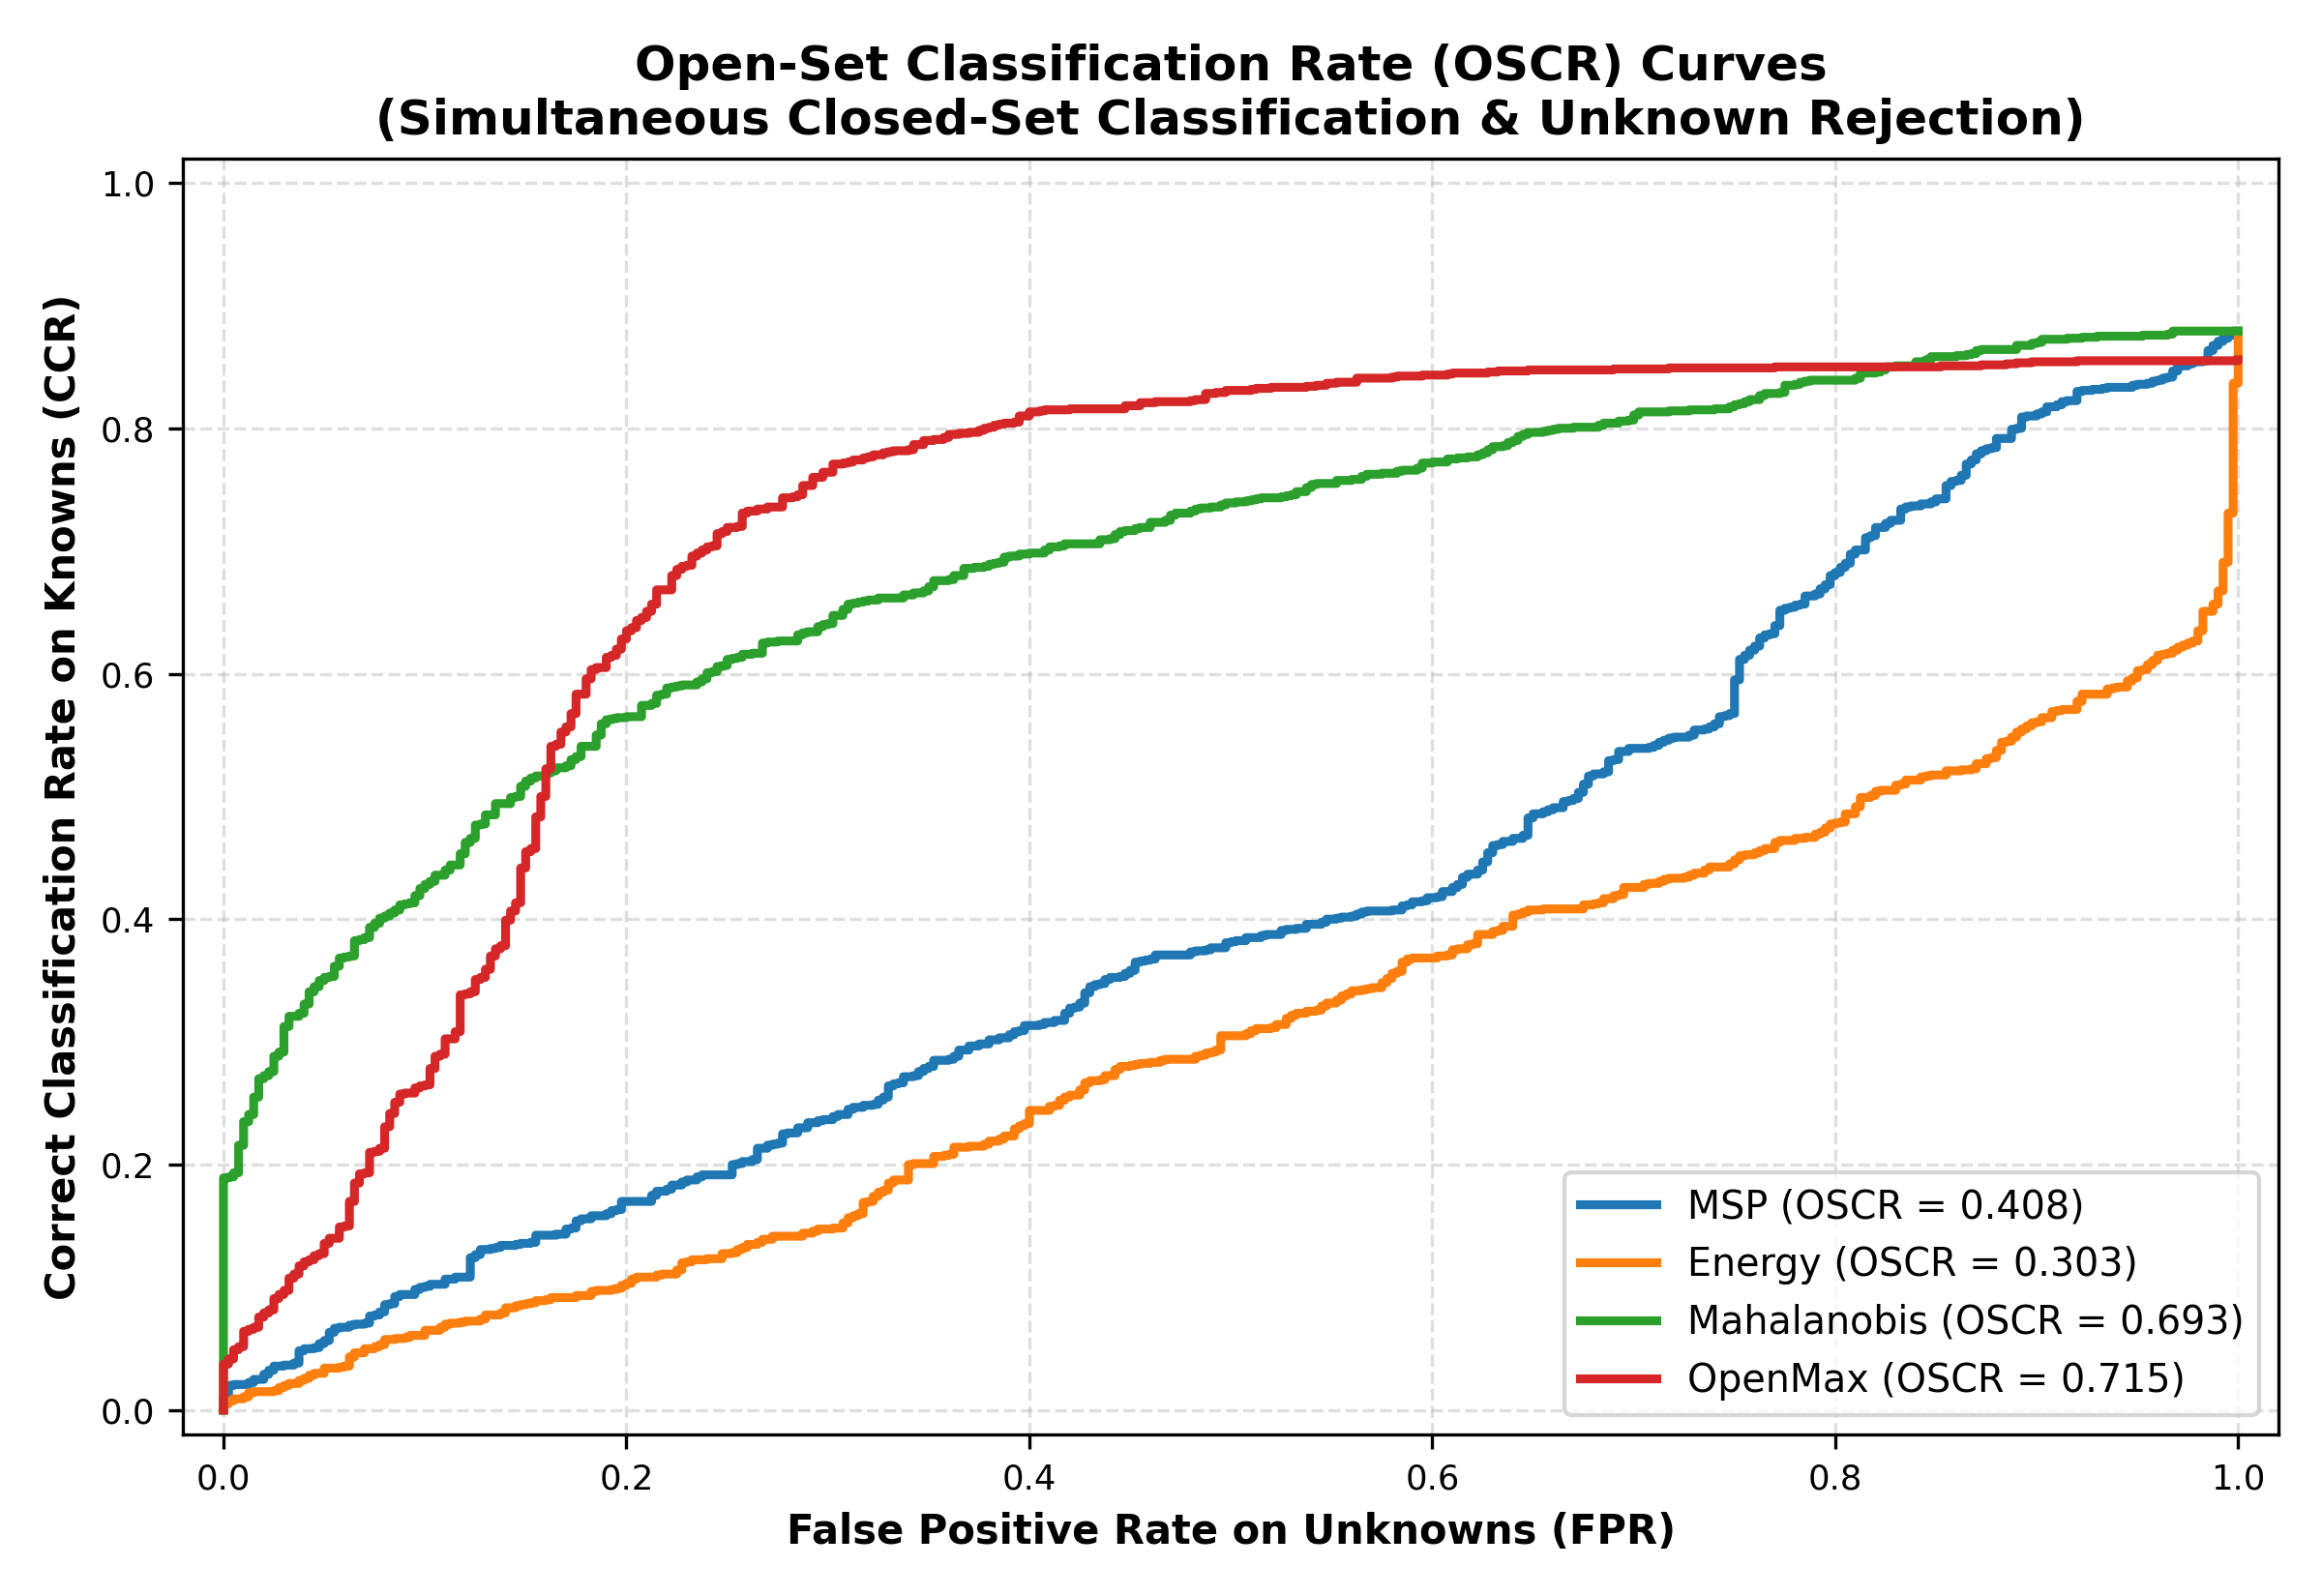 Open-Set Classification Rate (OSCR) Curves
(Simultaneous Closed-Set Classification & Unknown Rejection)
Correct Classification Rate on Knowns (CCR)
1.0
0.8
0.6
0.4
0.2
0.0
MSP (OSCR = 0.408)
Energy (OSCR = 0.303)
Mahalanobis (OSCR = 0.693)
OpenMax (OSCR = 0.715)
0.0 0.2 0.4 0.6 0.8 1.0
False Positive Rate on Unknowns (FPR)